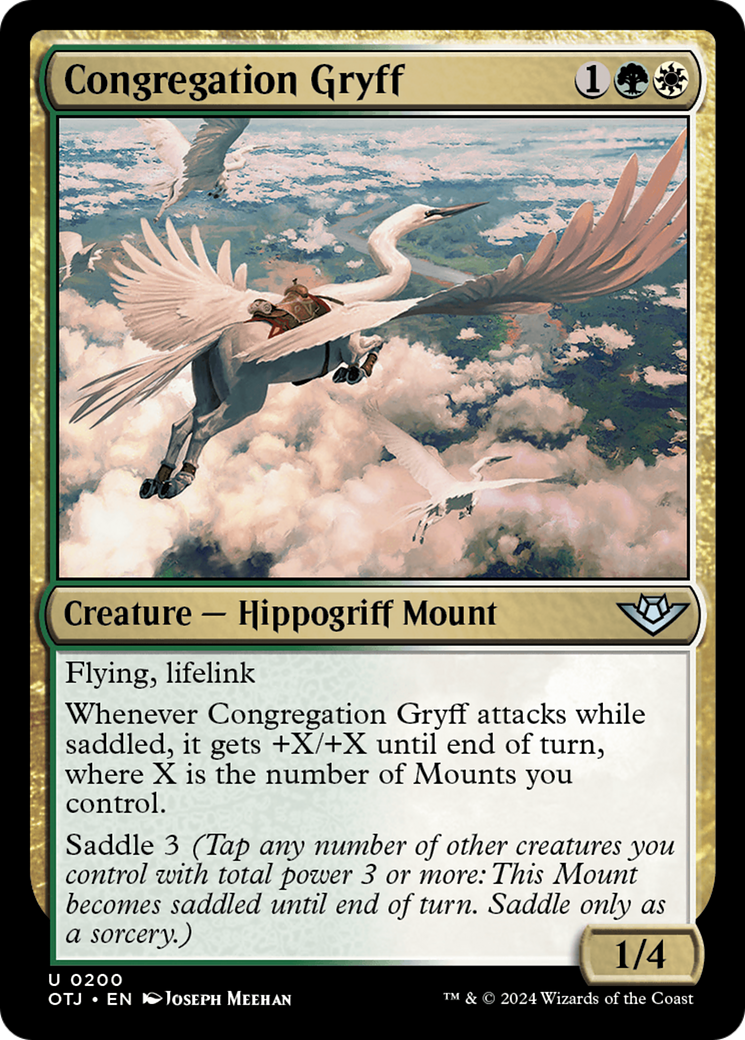 Congregation Gryff 1
Creature — Hippogriff Mount
Flying, lifelink
Whenever Congregation Gryff attacks while
saddled, it gets +X/+X until end of turn,
where X is the number of Mounts you
control.
Saddle 3 (Tap any number of other creatures you
control with total power 3 or more: This Mount
becomes saddled until end of turn. Saddle only as
a sorcery.)
1/4
U 0200
OTJ • EN Joseph Meehan
™ & © 2024 Wizards of the Coast